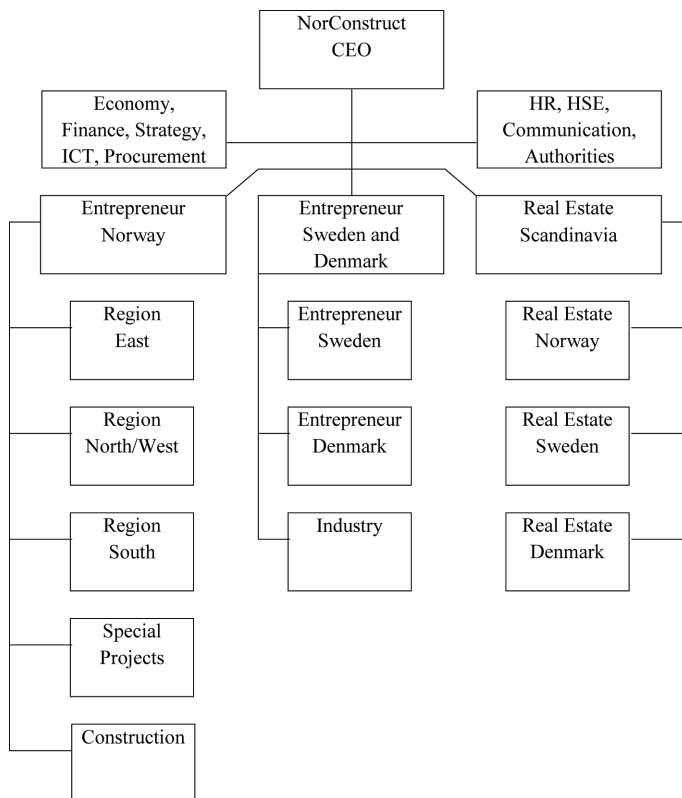 NorConstruct
CEO
Economy,
Finance, Strategy,
ICT, Procurement
HR, HSE,
Communication,
Authorities
Entrepreneur
Norway
Entrepreneur
Sweden and
Denmark
Real Estate
Scandinavia
Region
East
Entrepreneur
Sweden
Real Estate
Norway
Region
North/West
Entrepreneur
Denmark
Real Estate
Sweden
Region
South
Industry
Real Estate
Denmark
Special
Projects
Construction